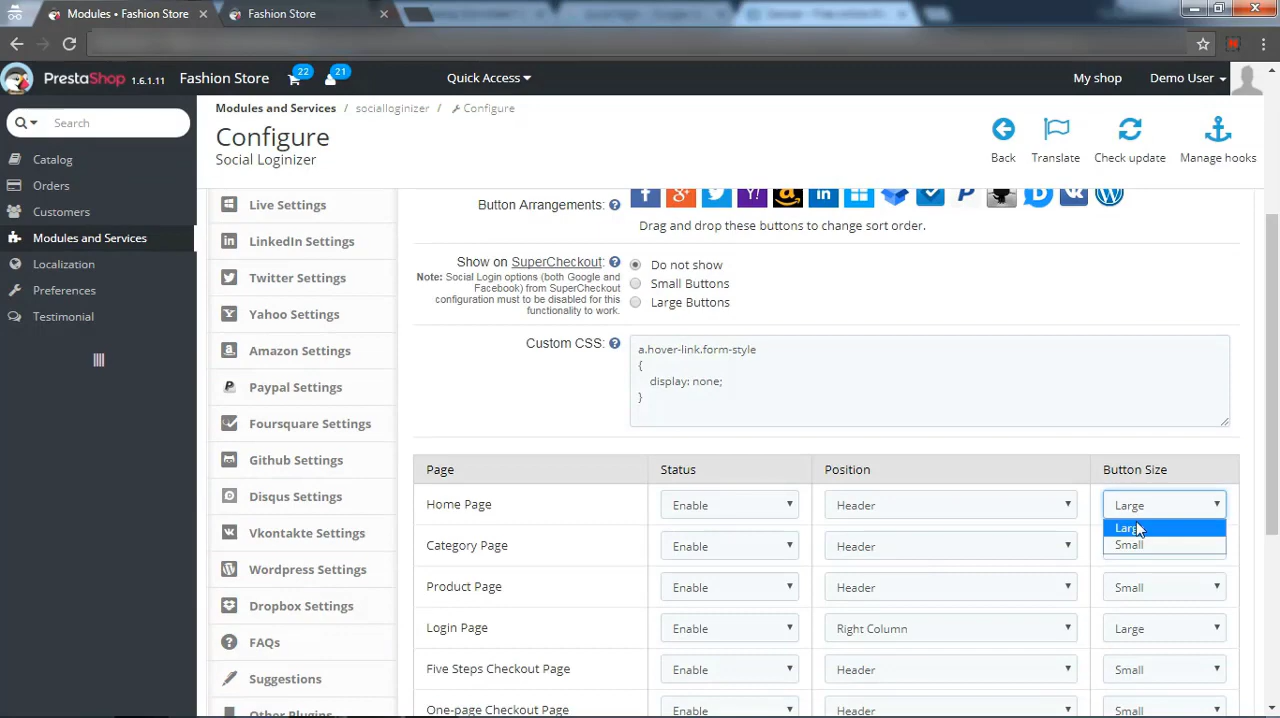 Modules • Fashion Store
Fashion Store
PrestaShop 1.6.1.11
Fashion Store
22
21
Quick Access
My shop
Demo User
Search
Catalog
Orders
Customers
Modules and Services
Localization
Preferences
Testimonial
Modules and Services / socialloginizer / Configure
Configure
Social Loginizer
Back
Translate
Check update
Manage hooks
Live Settings
LinkedIn Settings
Twitter Settings
Yahoo Settings
Amazon Settings
Paypal Settings
Foursquare Settings
Github Settings
Disqus Settings
Vkontakte Settings
Wordpress Settings
Dropbox Settings
FAQs
Suggestions
Other Plugins
Button Arrangements:
Drag and drop these buttons to change sort order.
Show on SuperCheckout:
Note: Social Login options (both Google and
Facebook) from SuperCheckout
configuration must to be disabled for this
functionality to work.
Do not show
Small Buttons
Large Buttons
Custom CSS:
a.hover-link.form-style
{
display: none;
}
Page Status Position Button Size
Home Page Enable Header Large
Large
Small
Category Page Enable Header
Product Page Enable Header Small
Login Page Enable Right Column Large
Five Steps Checkout Page Enable Header Small
One-page Checkout Page Enable Header Small